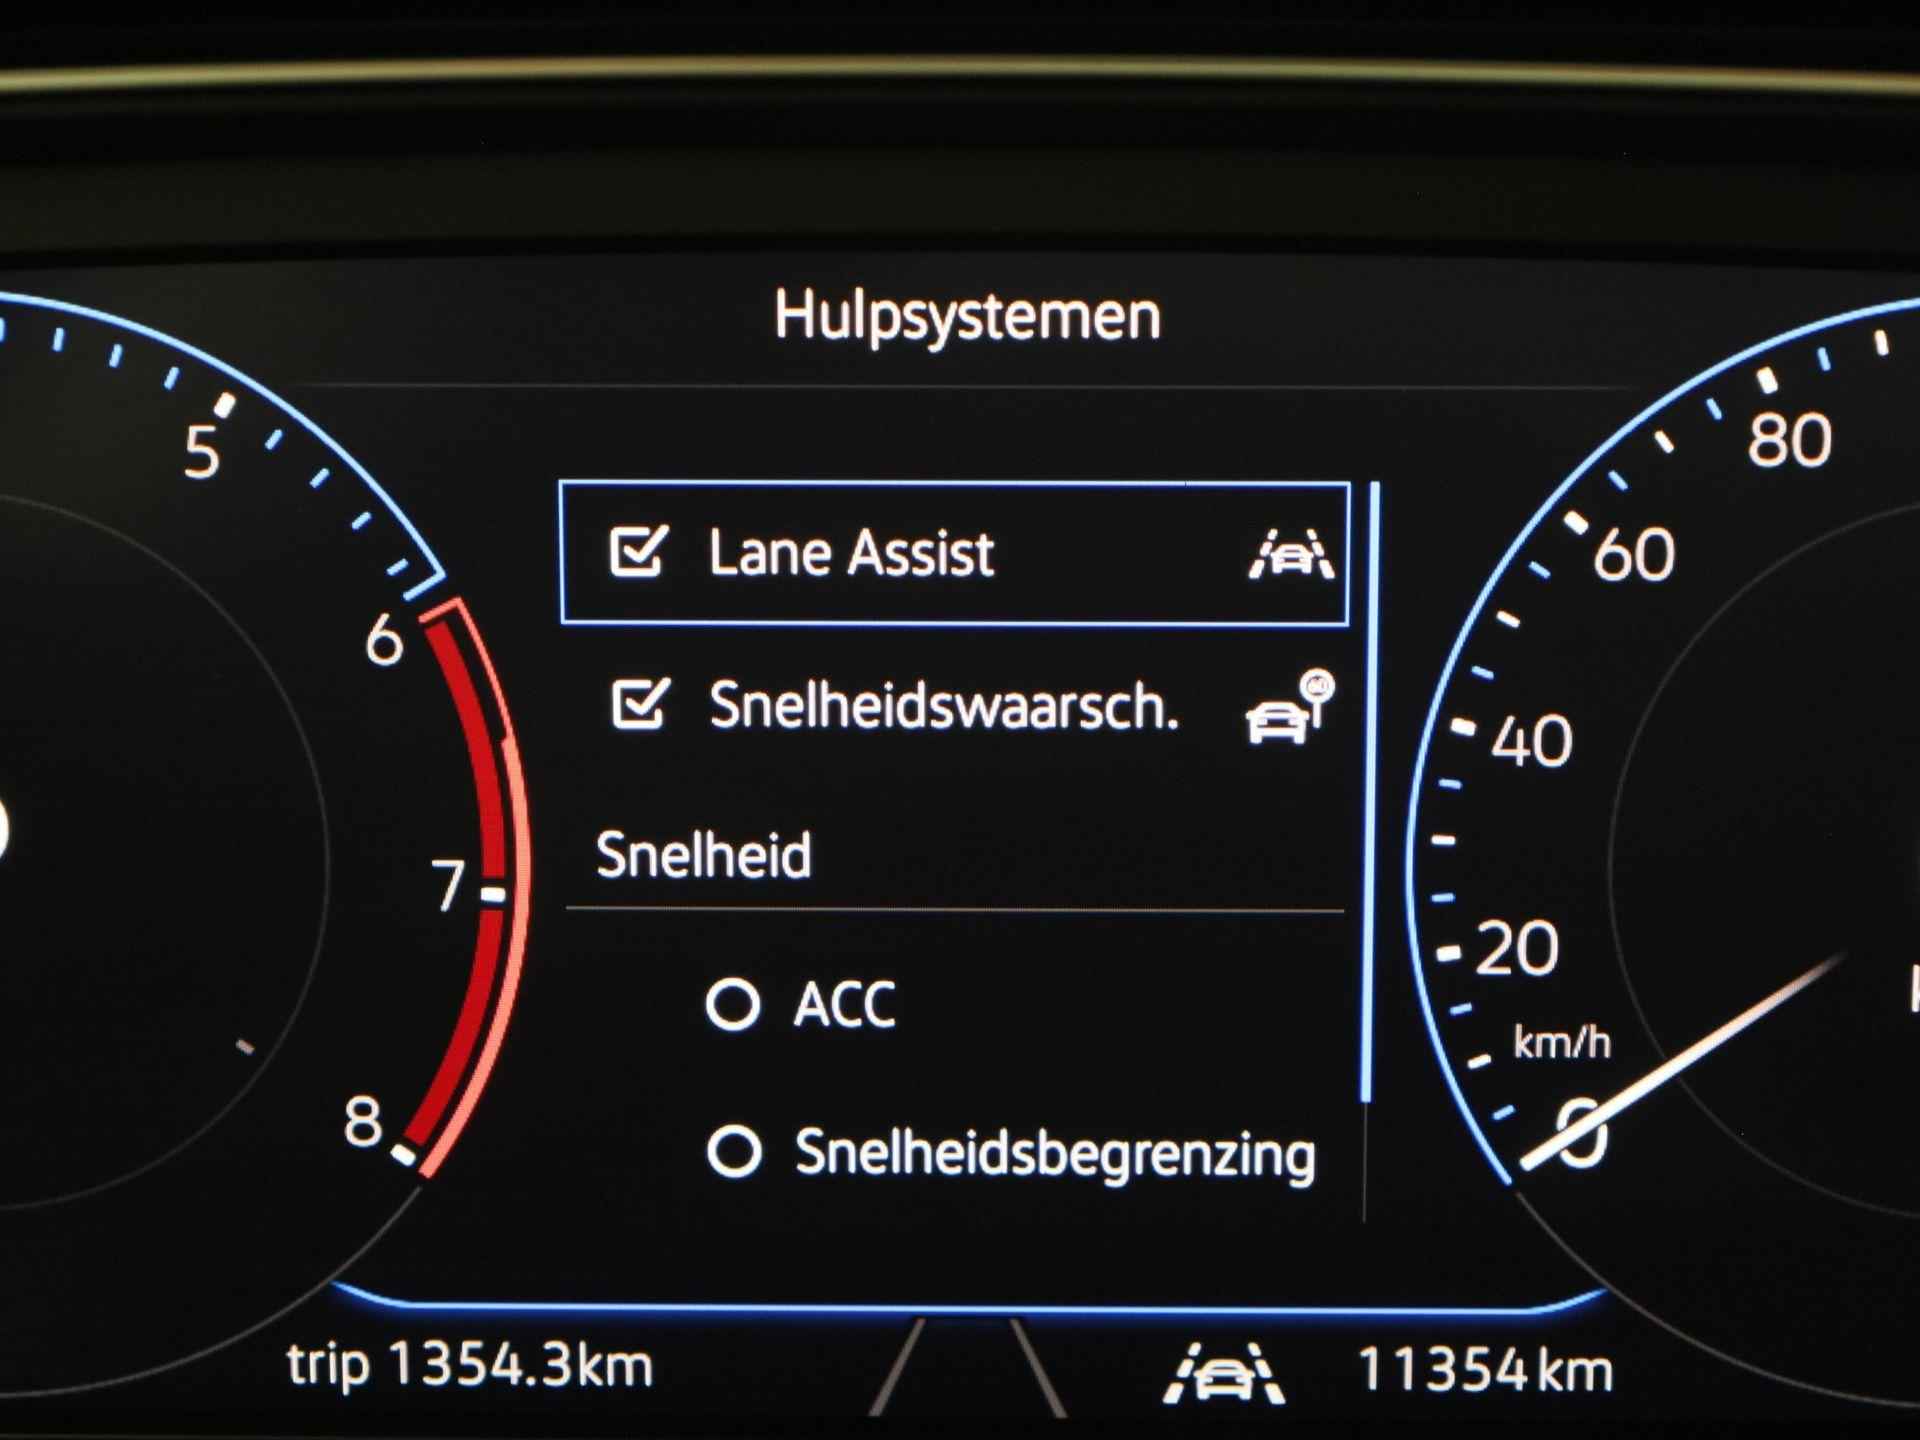 Hulpsystemen
5
6
7
8
Lane Assist
Snelheidswaarsch.
Snelheid
ACC
Snelheidsbegrenzing
80
60
40
20
km/h
0
trip 1354.3km
11354km